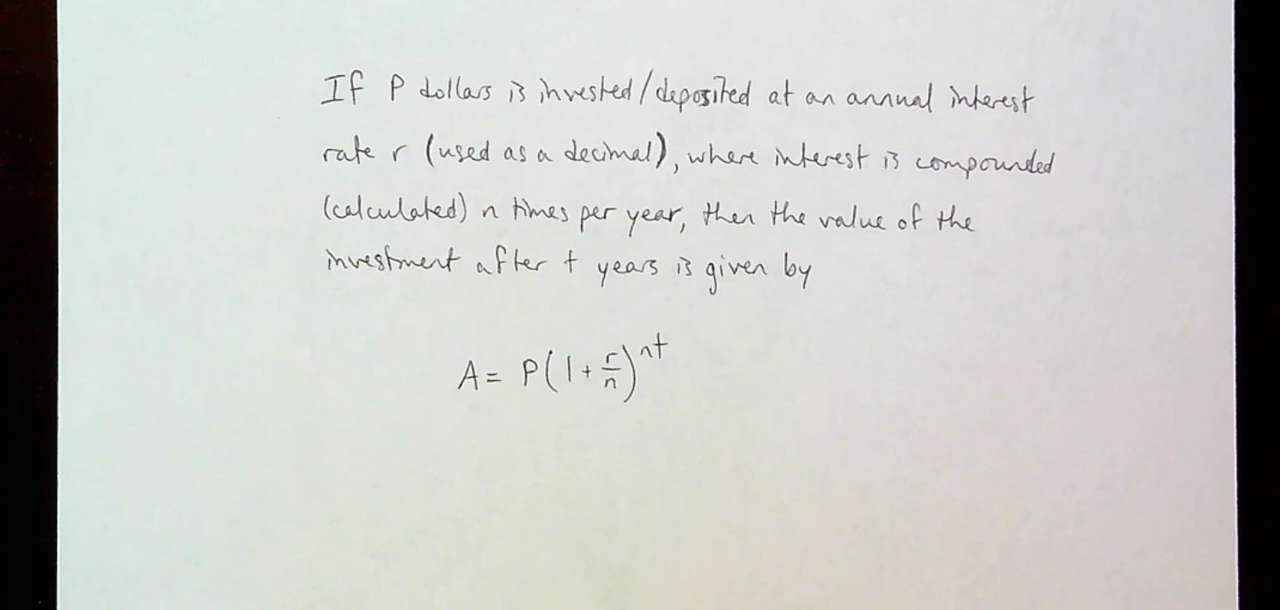 If P dollars is invested/deposited at an annual interest
rate r (used as a decimal), where interest is compounded
(calculated) n times per year, then the value of the
investment after t years is given by
A = P(1 + r/n)^nt